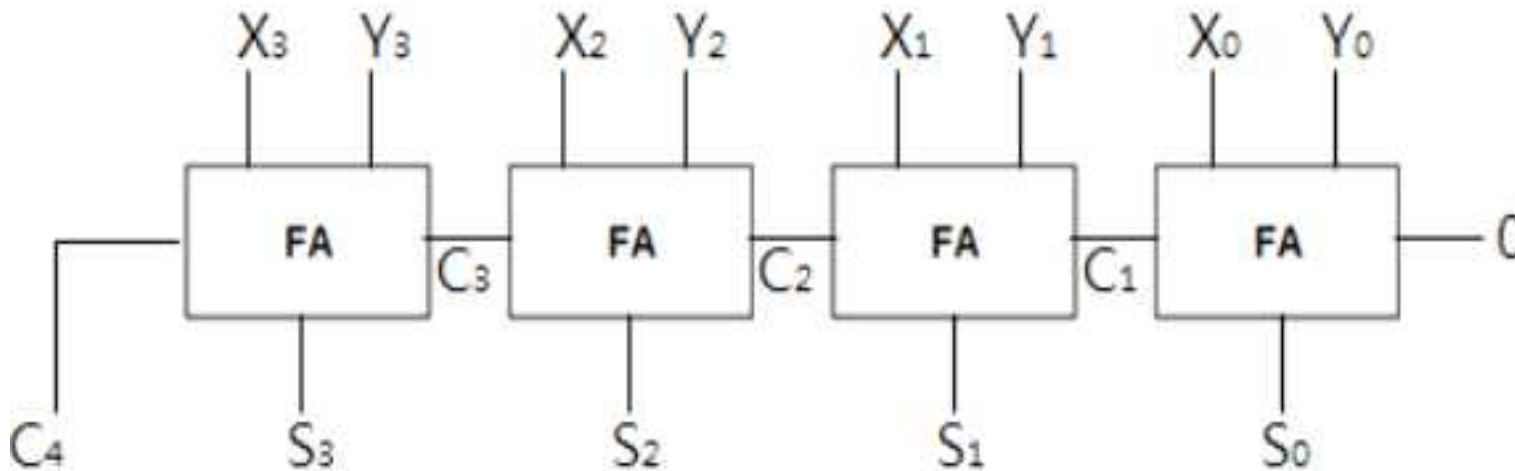 X3 Y3 X2 Y2 X1 Y1 X0 Y0
FA FA FA FA 0
C3 C2 C1
C4 S3 S2 S1 S0